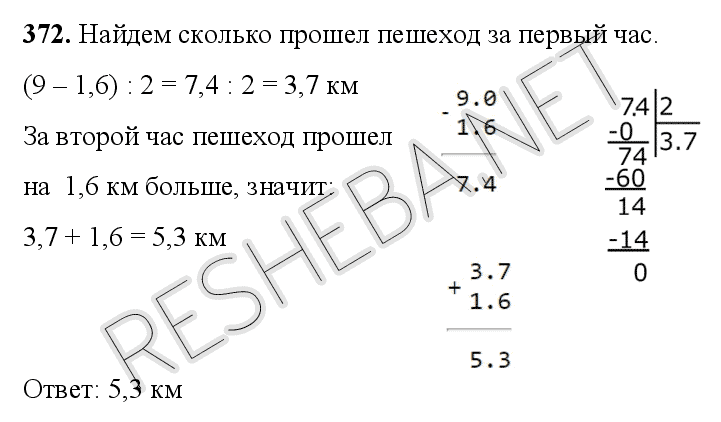 372. Найдем сколько прошел пешеход за первый час.
(9 – 1,6) : 2 = 7,4 : 2 = 3,7 км
За второй час пешеход прошел
на 1,6 км больше, значит:
3,7 + 1,6 = 5,3 км
Ответ: 5,3 км
- 9.0
1.6
7.4
+ 3.7
1.6
5.3
7.4 2
-0 3.7
74
-60
14
-14
0
RESHEBA.NET